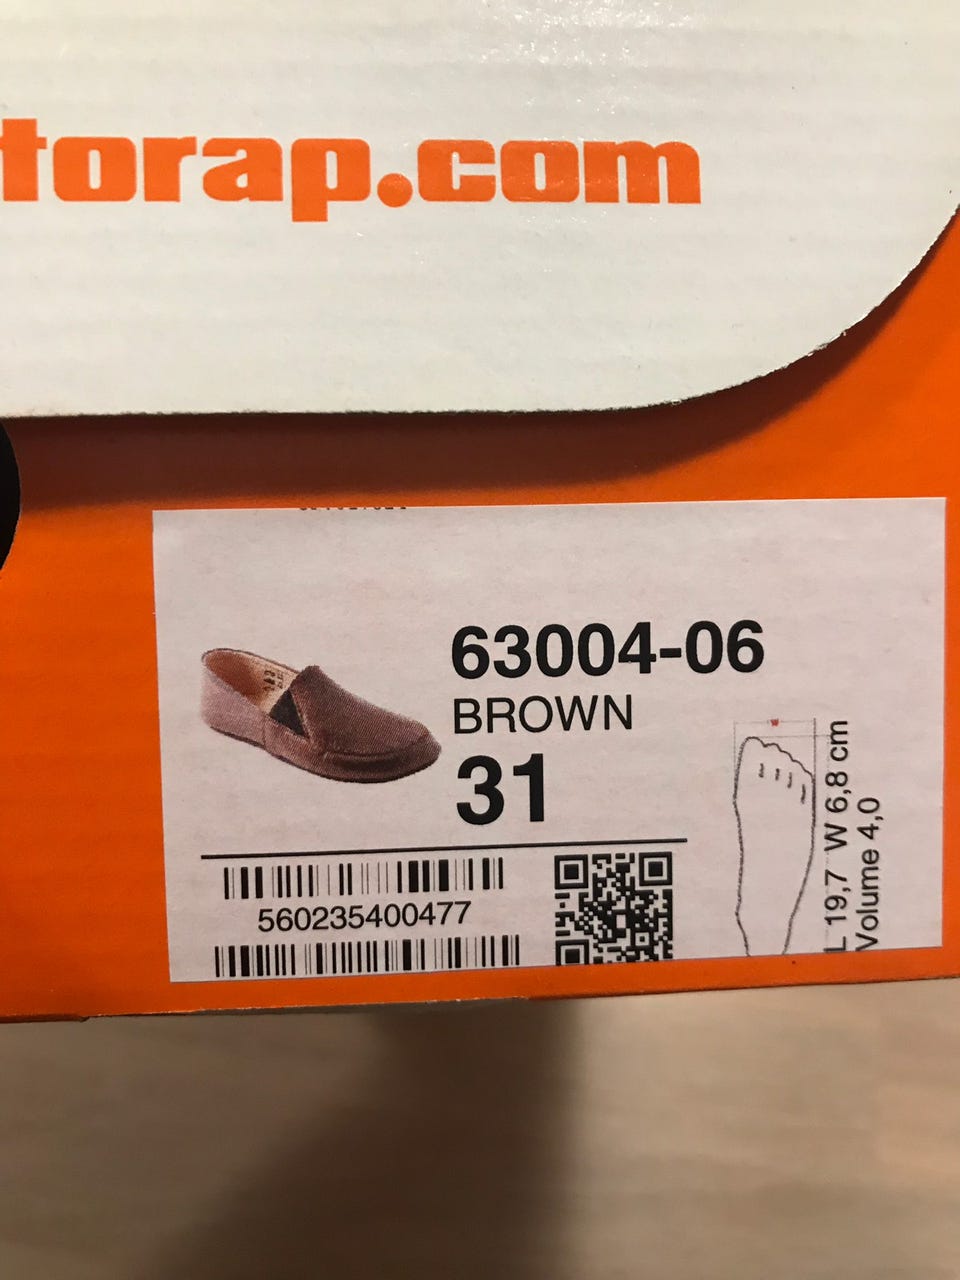 torap.com
63004-06
BROWN
31
560235400477
L 19,7 W 6,8 cm
Volume 4,0
W